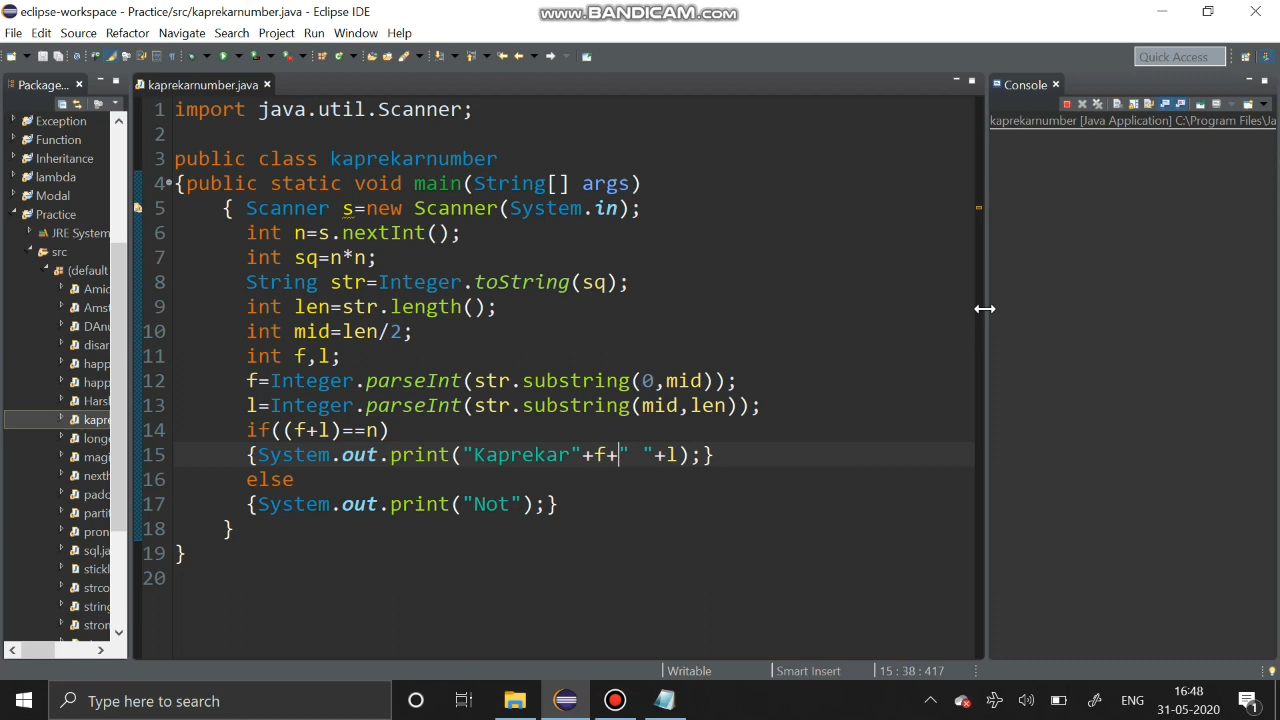 eclipse-workspace - Practice/src/kaprekarnumber.java - Eclipse IDE
www.BANDICAM.com
File Edit Source Refactor Navigate Search Project Run Window Help
Quick Access
Package...
kaprekarnumber.java
Console
kaprekarnumber [Java Application] C:\Program Files\Ja
Exception
Function
Inheritance
lambda
Modal
Practice
JRE System
src
(default
Amic
Amst
DAnu
disar
happ
happ
Harsh
kapre
longe
magi
nexth
padc
partit
pron
sql.ja
stickl
strco
string
stron
1 import java.util.Scanner;
2
3 public class kaprekarnumber
4 {public static void main(String[] args)
5 { Scanner s=new Scanner(System.in);
6 int n=s.nextInt();
7 int sq=n*n;
8 String str=Integer.toString(sq);
9 int len=str.length();
10 int mid=len/2;
11 int f,l;
12 f=Integer.parseInt(str.substring(0,mid));
13 l=Integer.parseInt(str.substring(mid,len));
14 if((f+l)==n)
15 {System.out.print("Kaprekar"+f+" "+l);}
16 else
17 {System.out.print("Not");}
18 }
19 }
20
Writable Smart Insert 15 : 38 : 417
Type here to search
ENG
16:48
31-05-2020
1